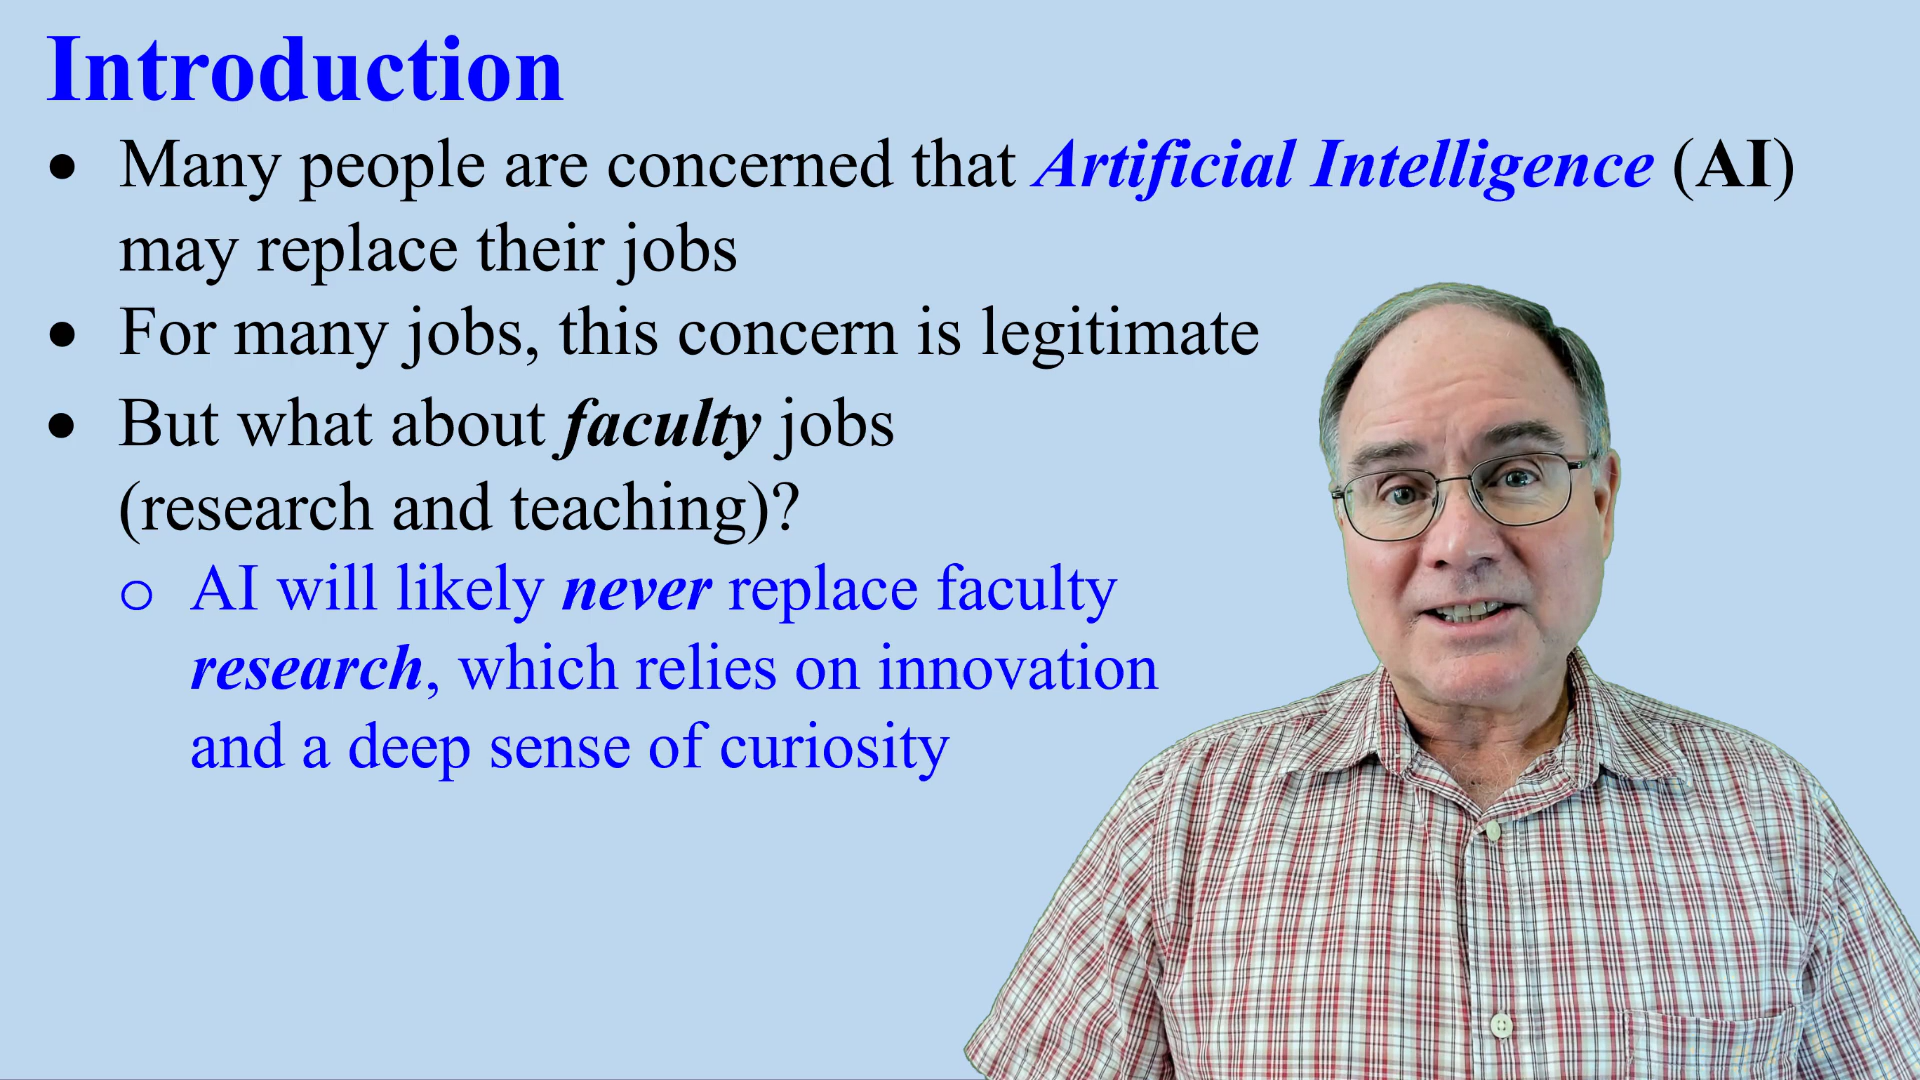 Introduction
• Many people are concerned that Artificial Intelligence (AI)
may replace their jobs
• For many jobs, this concern is legitimate
• But what about faculty jobs
(research and teaching)?
o AI will likely never replace faculty
research, which relies on innovation
and a deep sense of curiosity